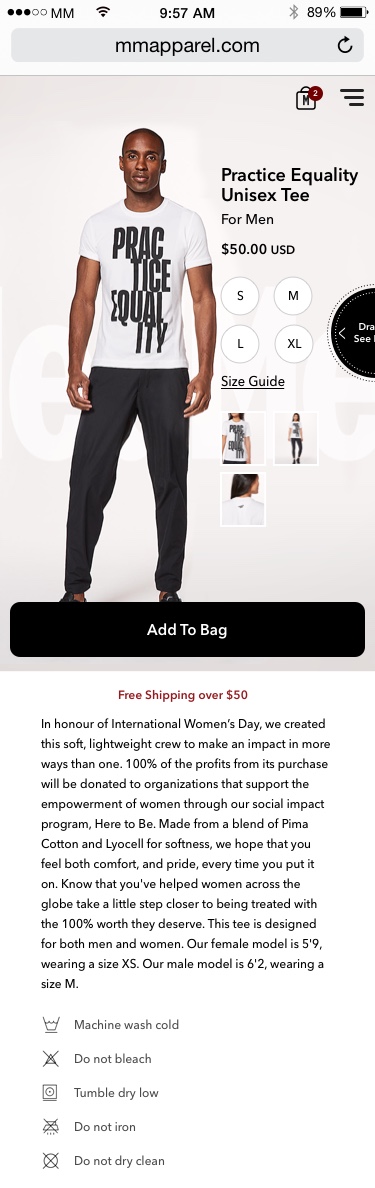 MM 9:57 AM 89%
mmapparel.com
M 2
Practice Equality
Unisex Tee
For Men
$50.00 USD
S M
L XL
Size Guide
Dra
See
PRAC
TICE
EQUAL
ITY
Add To Bag
Free Shipping over $50
In honour of International Women’s Day, we created
this soft, lightweight crew to make an impact in more
ways than one. 100% of the profits from its purchase
will be donated to organizations that support the
empowerment of women through our social impact
program, Here to Be. Made from a blend of Pima
Cotton and Lyocell for softness, we hope that you
feel both comfort, and pride, every time you put it
on. Know that you've helped women across the
globe take a little step closer to being treated with
the 100% worth they deserve. This tee is designed
for both men and women. Our female model is 5'9,
wearing a size XS. Our male model is 6'2, wearing a
size M.
Machine wash cold
Do not bleach
Tumble dry low
Do not iron
Do not dry clean